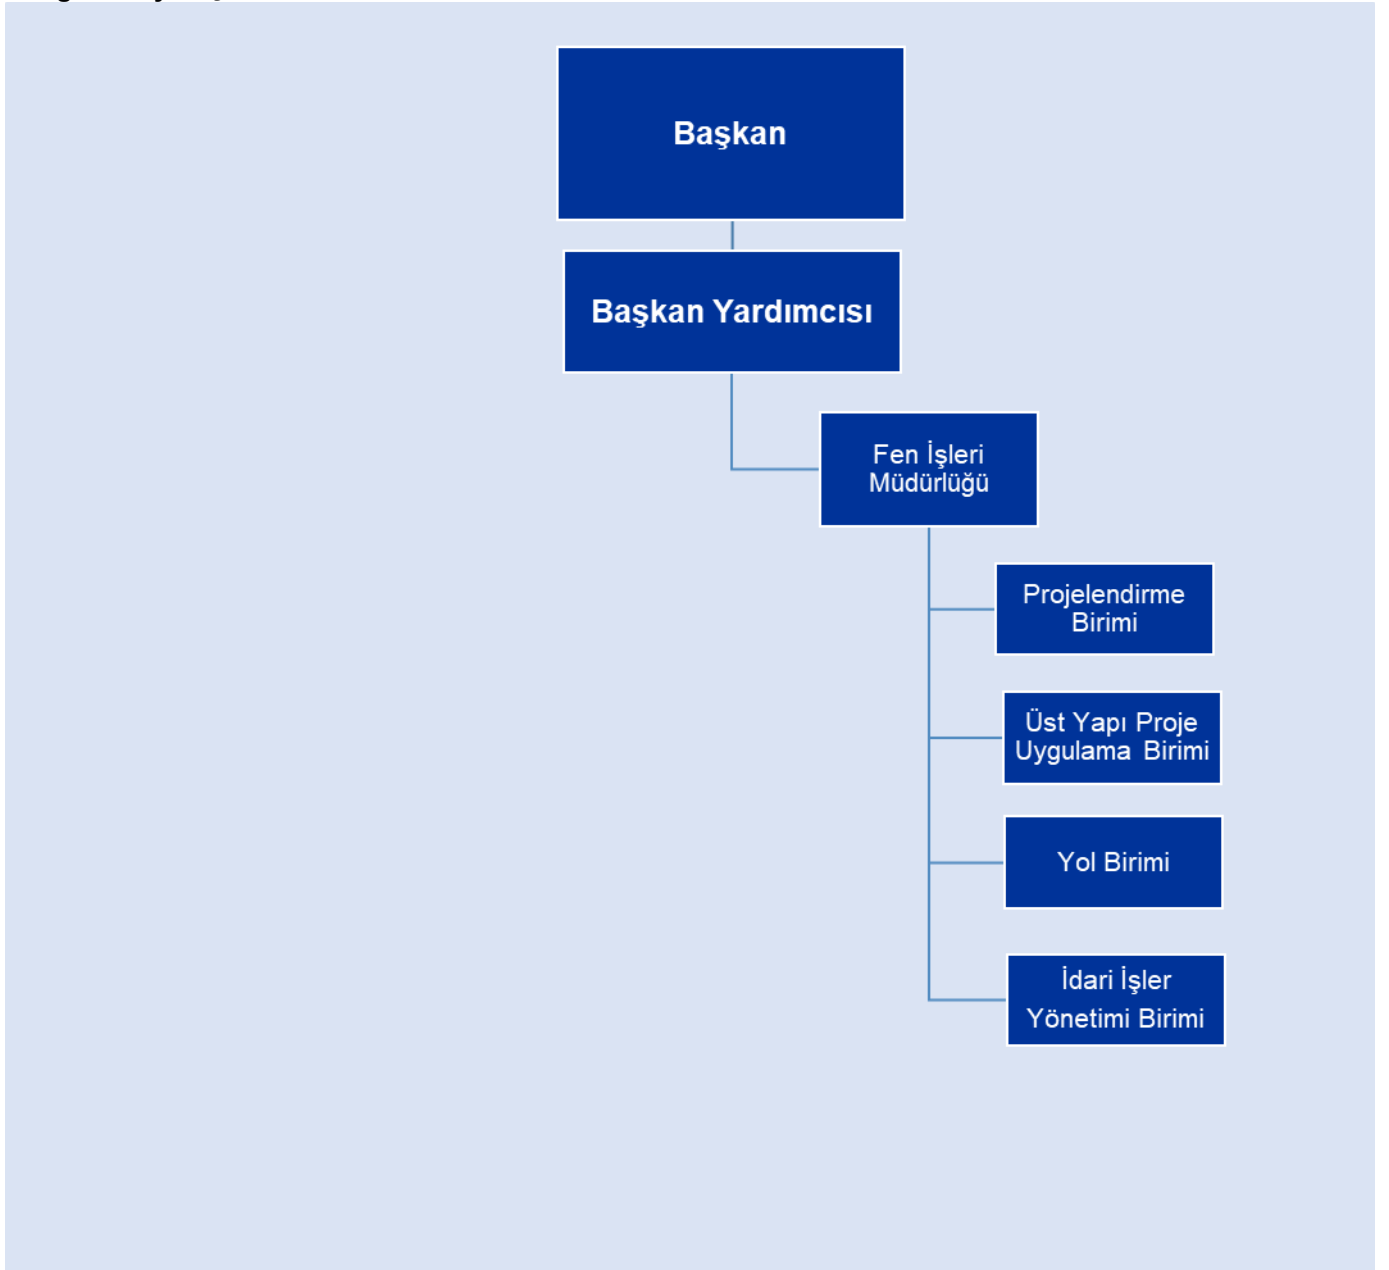 Başkan
Başkan Yardımcısı
Fen İşleri
Müdürlüğü
Projelendirme
Birimi
Üst Yapı Proje
Uygulama Birimi
Yol Birimi
İdari İşler
Yönetimi Birimi